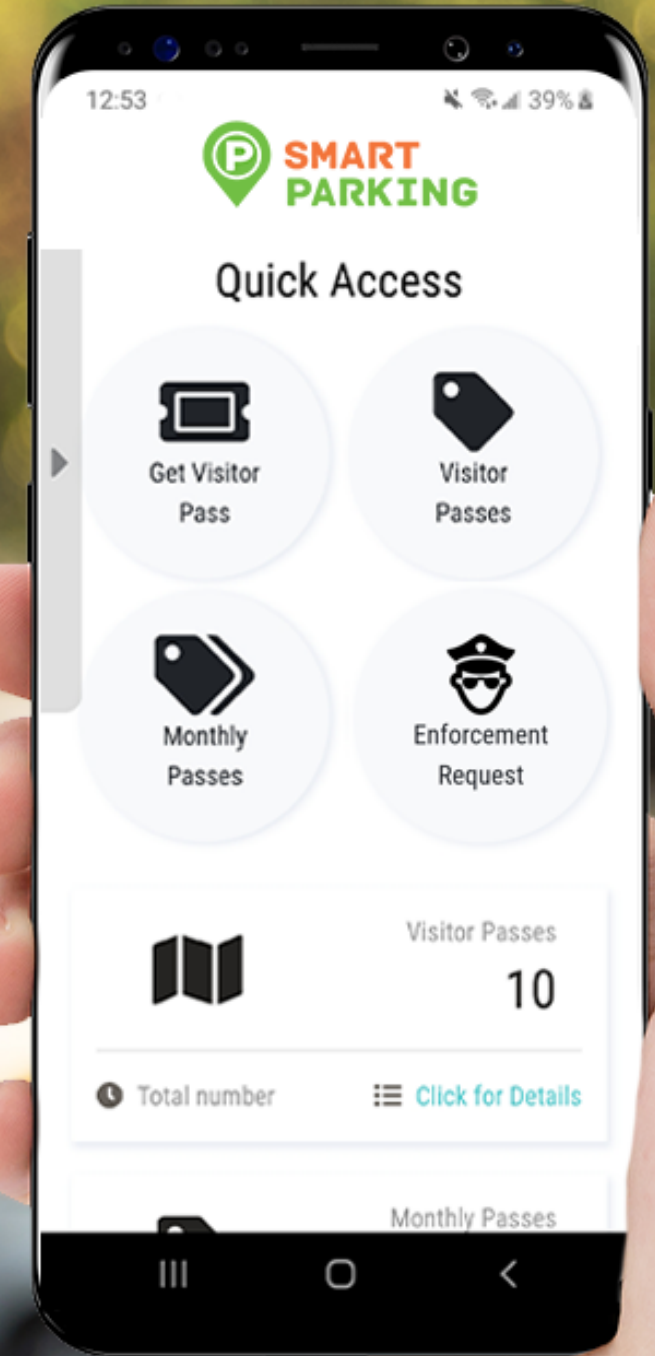 12:53
39%
P
SMART
PARKING
Quick Access
Get Visitor
Pass
Visitor
Passes
Monthly
Passes
Enforcement
Request
Visitor Passes
10
Total number
Click for Details
Monthly Passes